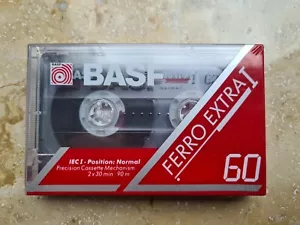 BASF
FERRO EXTRA I
IEC I - Position: Normal
Precision Cassette Mechanism
2 x 30 min 90 m
60